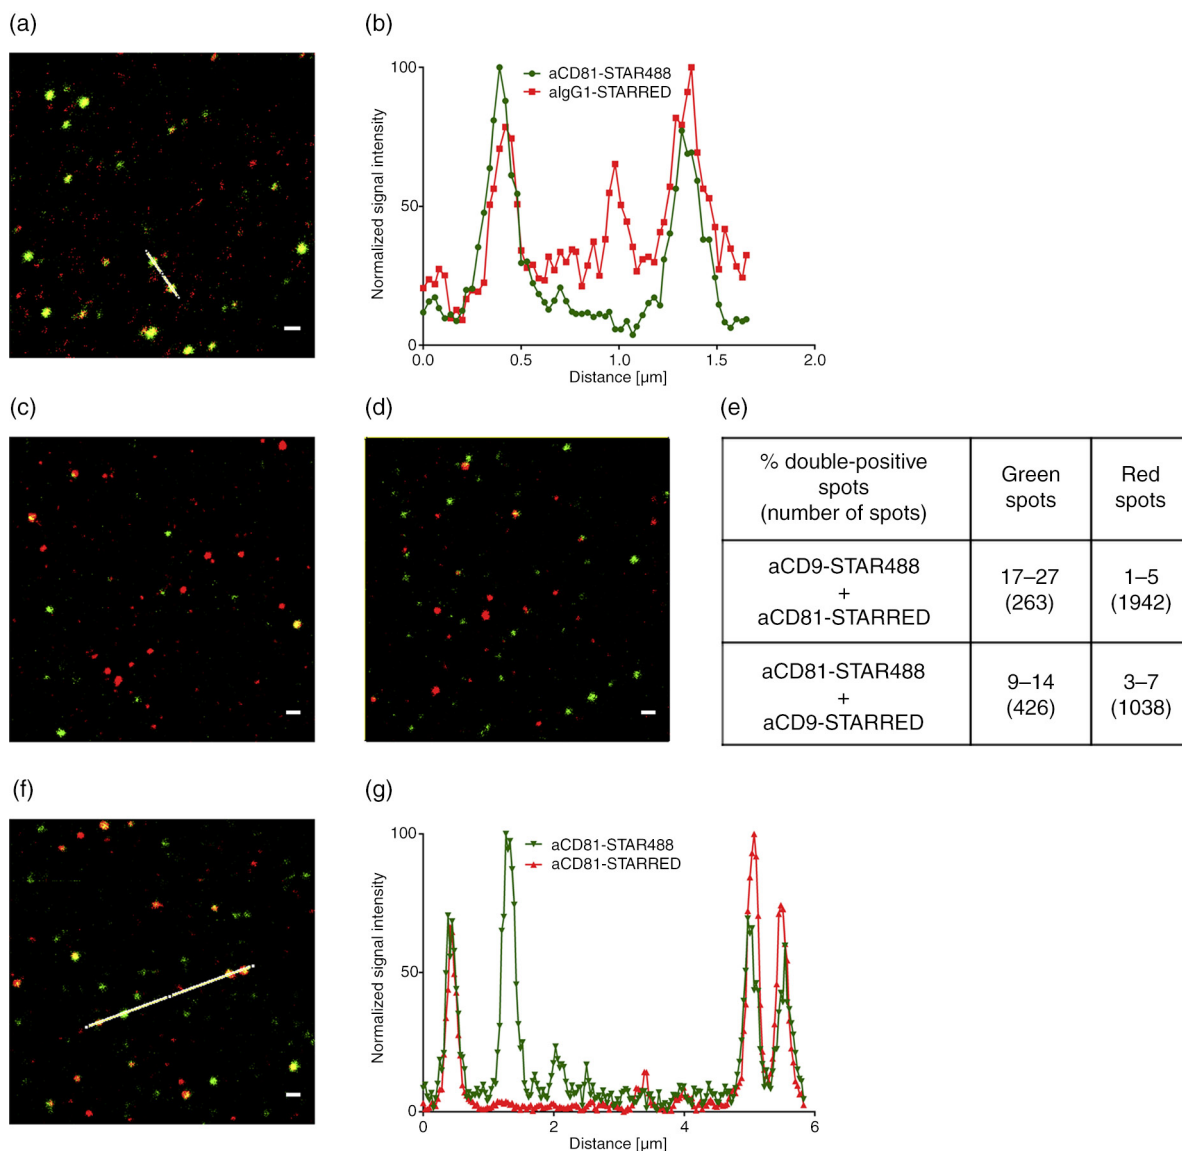 (a)
(b)
100
50
0
Normalized signal intensity
aCD81-STAR488
aIgG1-STARRED
0.0
0.5
1.0
1.5
2.0
Distance [µm]
(c)
(d)
(e)
% double-positive
spots
(number of spots)
Green
spots
Red
spots
aCD9-STAR488
+
aCD81-STARRED
17–27
(263)
1–5
(1942)
aCD81-STAR488
+
aCD9-STARRED
9–14
(426)
3–7
(1038)
(f)
(g)
100
50
0
Normalized signal intensity
aCD81-STAR488
aCD81-STARRED
0
2
4
6
Distance [µm]